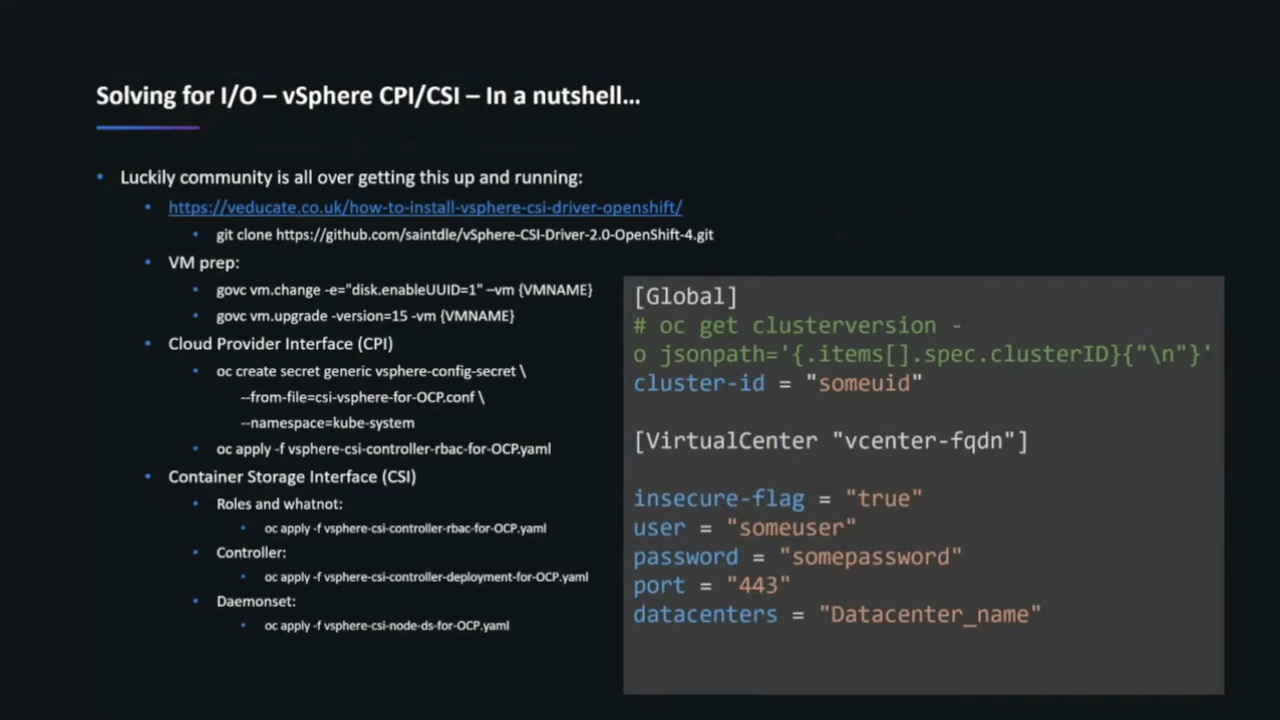 Solving for I/O – vSphere CPI/CSI – In a nutshell…
• Luckily community is all over getting this up and running:
• https://veducate.co.uk/how-to-install-vsphere-csi-driver-openshift/
• git clone https://github.com/saintdle/vSphere-CSI-Driver-2.0-OpenShift-4.git
• VM prep:
• govc vm.change -e="disk.enableUUID=1" –vm {VMNAME}
• govc vm.upgrade -version=15 -vm {VMNAME}
• Cloud Provider Interface (CPI)
• oc create secret generic vsphere-config-secret \
--from-file=csi-vsphere-for-OCP.conf \
--namespace=kube-system
• oc apply -f vsphere-csi-controller-rbac-for-OCP.yaml
• Container Storage Interface (CSI)
• Roles and whatnot:
• oc apply -f vsphere-csi-controller-rbac-for-OCP.yaml
• Controller:
• oc apply -f vsphere-csi-controller-deployment-for-OCP.yaml
• Daemonset:
• oc apply -f vsphere-csi-node-ds-for-OCP.yaml
[Global]
# oc get clusterversion -
o jsonpath='{.items[].spec.clusterID}{"\n"}'
cluster-id = "someuid"
[VirtualCenter "vcenter-fqdn"]
insecure-flag = "true"
user = "someuser"
password = "somepassword"
port = "443"
datacenters = "Datacenter_name"